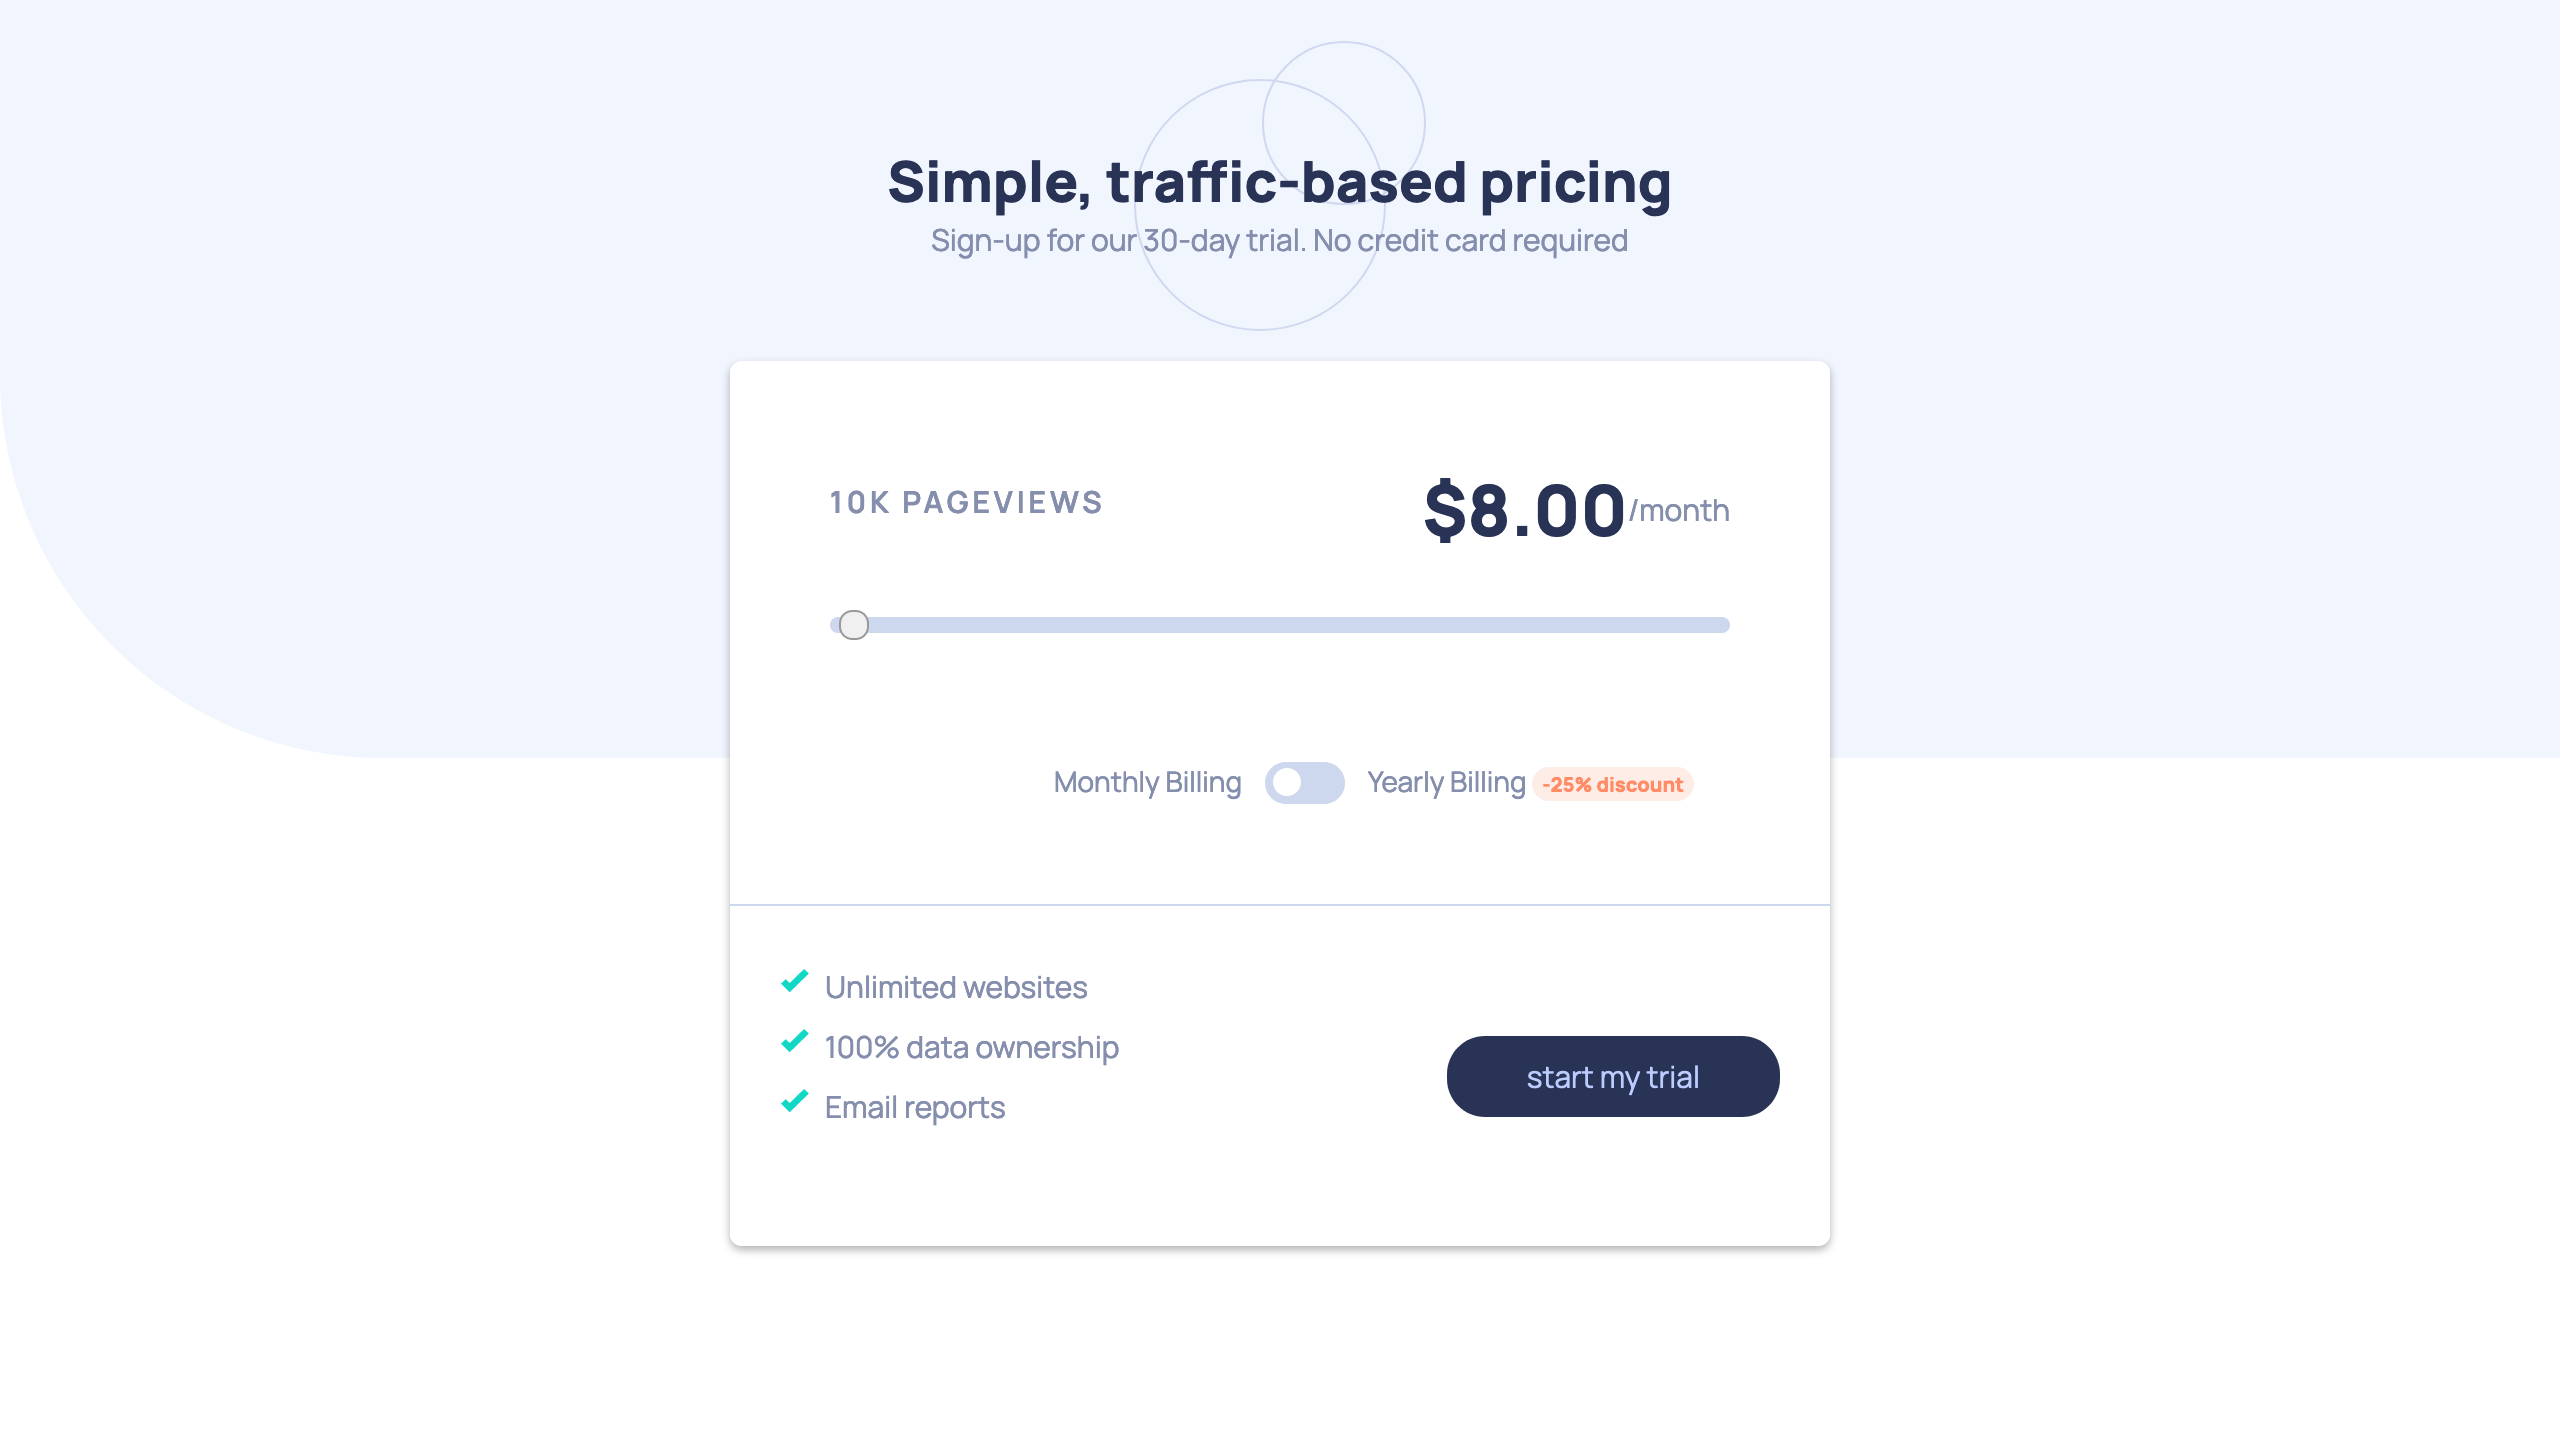 Simple, traffic-based pricing
Sign-up for our 30-day trial. No credit card required
10K PAGEVIEWS
$8.00/month
Monthly Billing
Yearly Billing -25% discount
Unlimited websites
100% data ownership
Email reports
start my trial